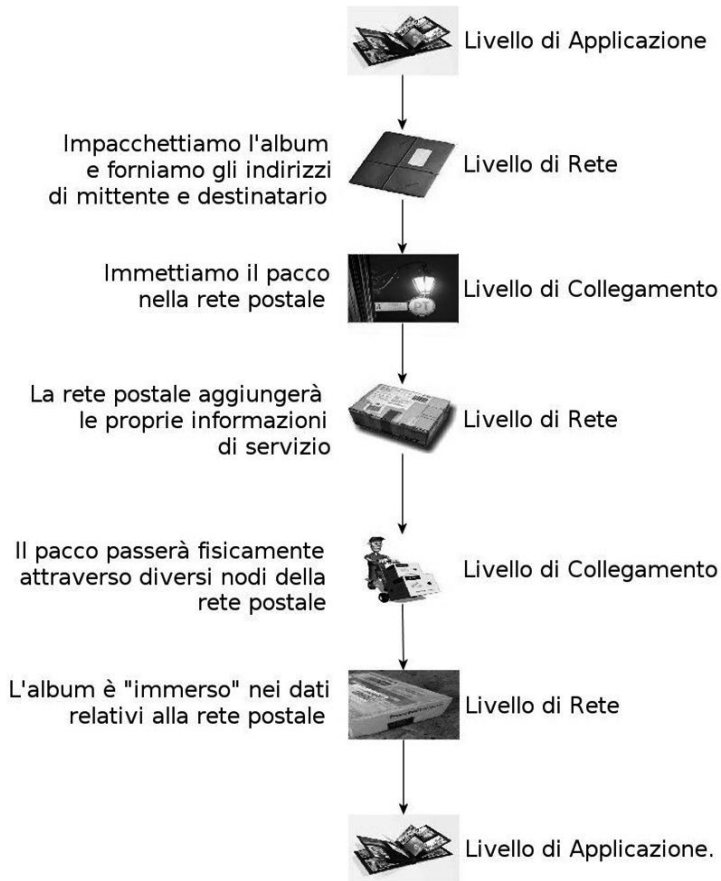 Livello di Applicazione
Impacchettiamo l'album
e forniamo gli indirizzi
di mittente e destinatario
Livello di Rete
Immettiamo il pacco
nella rete postale
PT
Livello di Collegamento
La rete postale aggiungerà
le proprie informazioni
di servizio
Livello di Rete
Il pacco passerà fisicamente
attraverso diversi nodi della
rete postale
Livello di Collegamento
L'album è "immerso" nei dati
relativi alla rete postale
Livello di Rete
Livello di Applicazione.